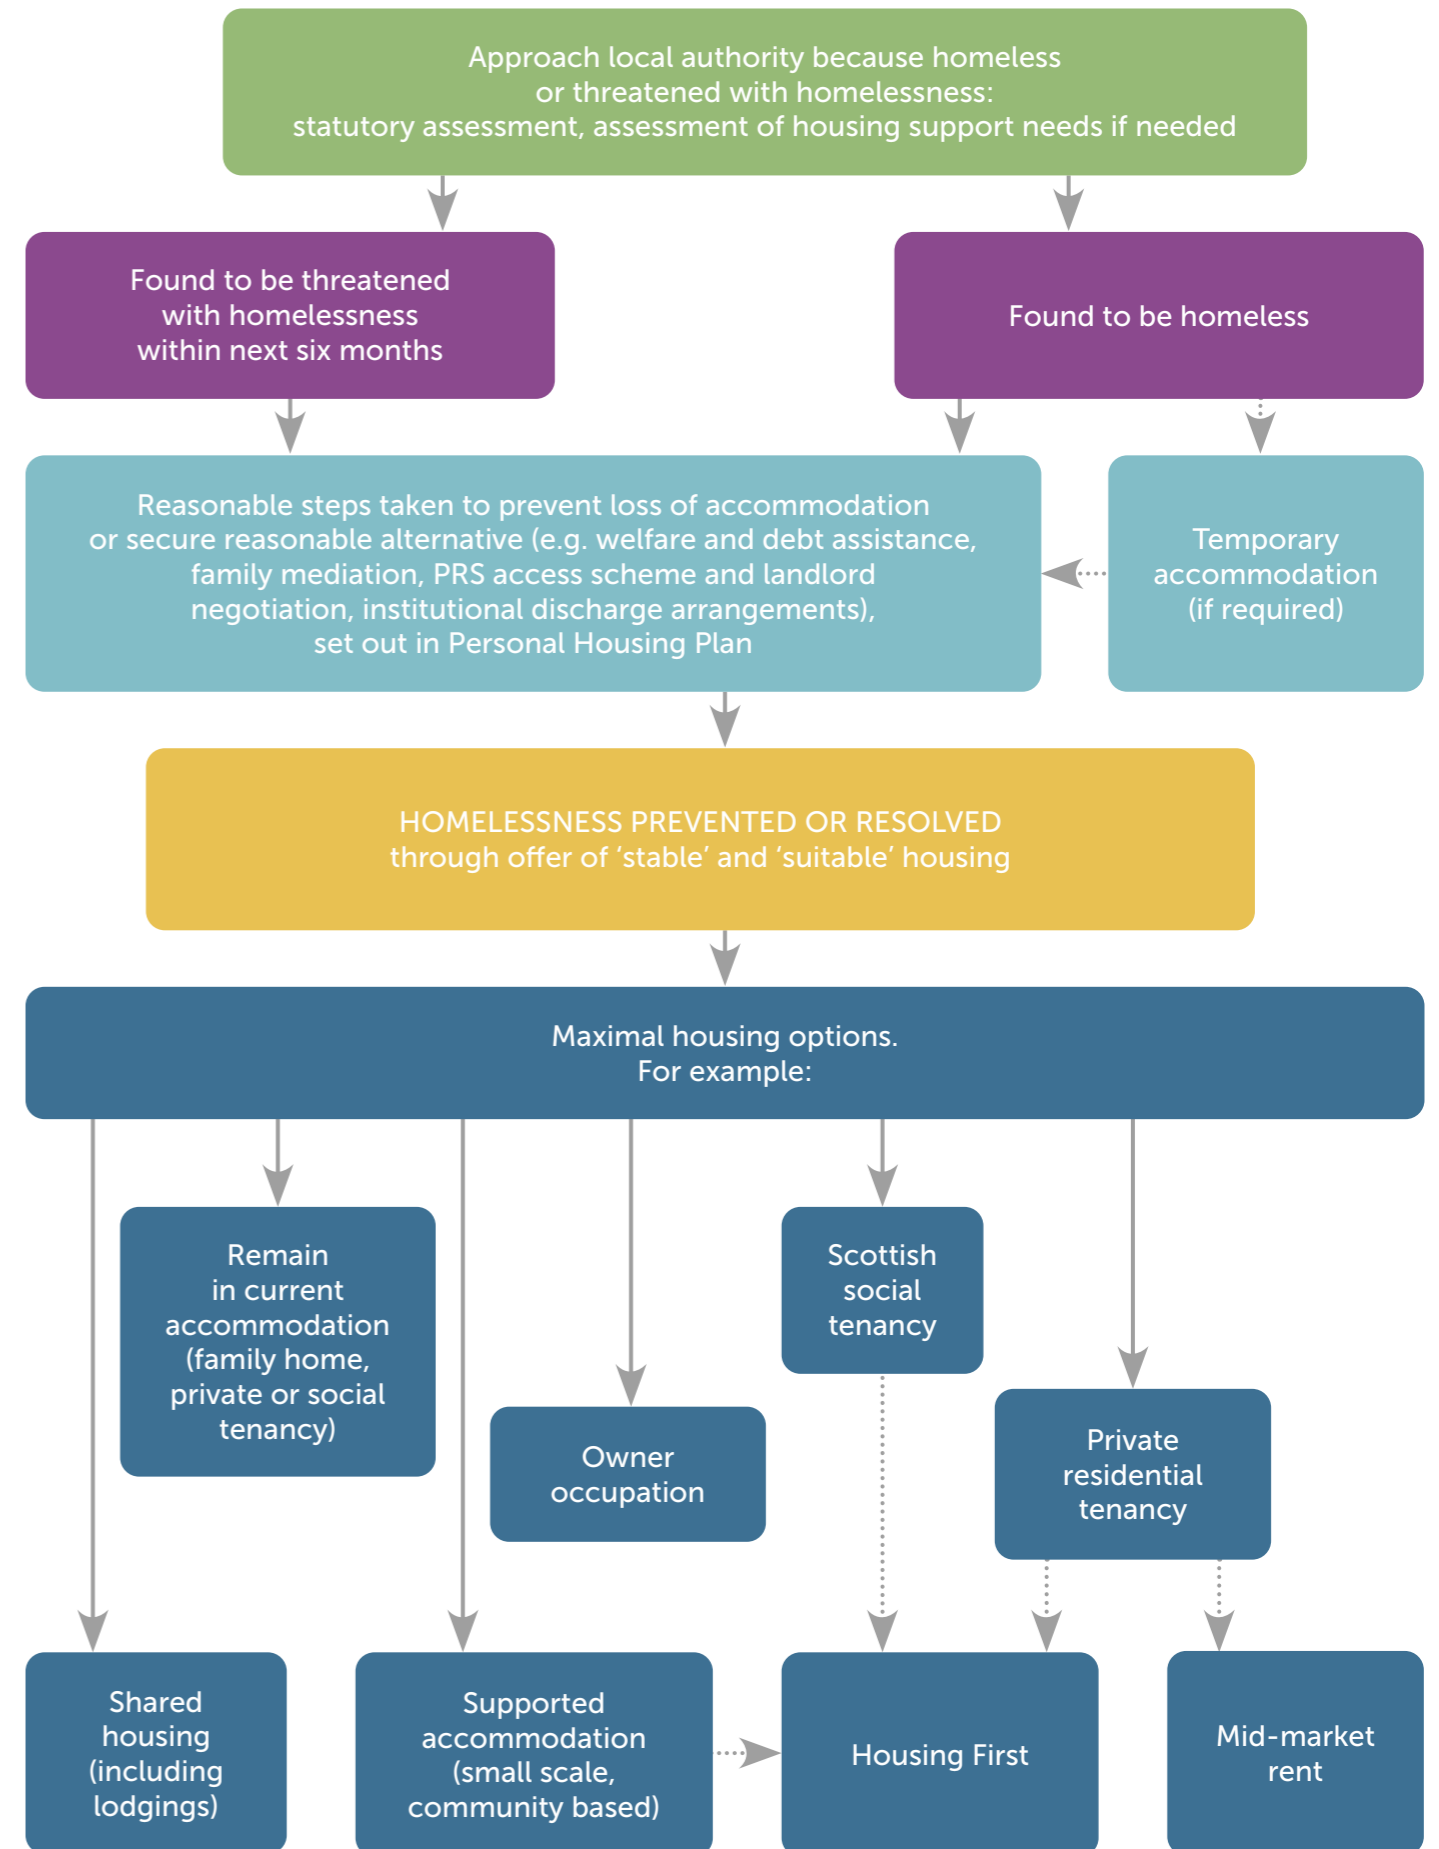 Approach local authority because homeless
or threatened with homelessness:
statutory assessment, assessment of housing support needs if needed
Found to be threatened
with homelessness
within next six months
Found to be homeless
Reasonable steps taken to prevent loss of accommodation
or secure reasonable alternative (e.g. welfare and debt assistance,
family mediation, PRS access scheme and landlord
negotiation, institutional discharge arrangements),
set out in Personal Housing Plan
Temporary
accommodation
(if required)
HOMELESSNESS PREVENTED OR RESOLVED
through offer of ‘stable’ and ‘suitable’ housing
Maximal housing options.
For example:
Remain
in current
accommodation
(family home,
private or social
tenancy)
Scottish
social
tenancy
Owner
occupation
Private
residential
tenancy
Shared
housing
(including
lodgings)
Supported
accommodation
(small scale,
community based)
Housing First
Mid-market
rent